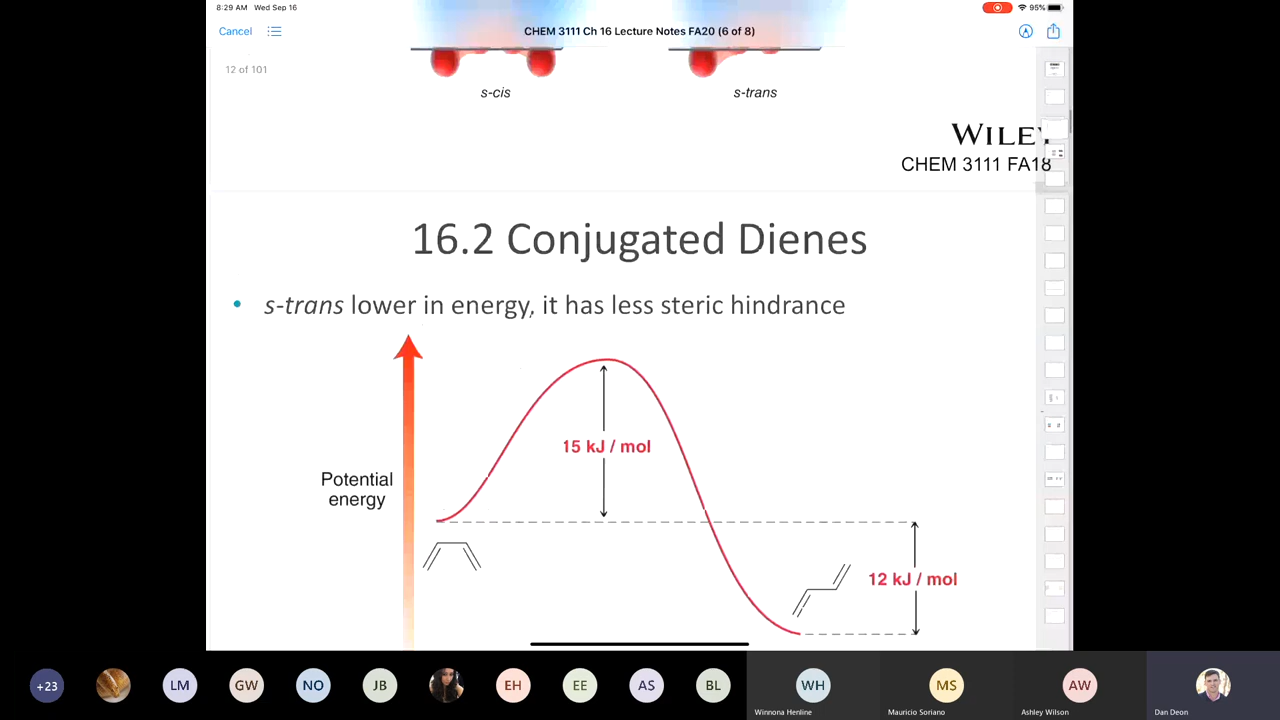 8:29 AM Wed Sep 16
95%
Cancel
CHEM 3111 Ch 16 Lecture Notes FA20 (6 of 8)
12 of 101
s-cis
s-trans
WILEY
CHEM 3111 FA18
16.2 Conjugated Dienes
• s-trans lower in energy, it has less steric hindrance
15 kJ / mol
Potential
energy
12 kJ / mol
+23
LM
GW
NO
JB
EH
EE
AS
BL
WH
MS
AW
Winnona Henline
Mauricio Soriano
Ashley Wilson
Dan Deon